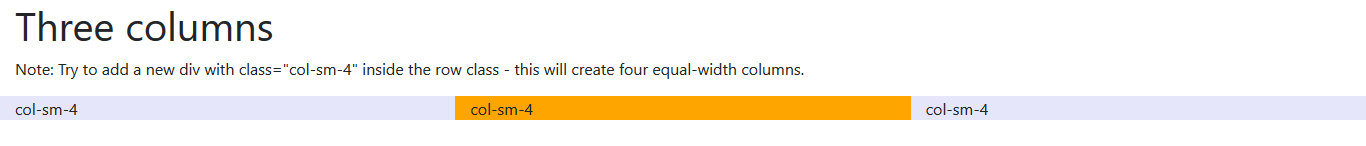 Three columns
Note: Try to add a new div with class="col-sm-4" inside the row class - this will create four equal-width columns.
col-sm-4 col-sm-4 col-sm-4